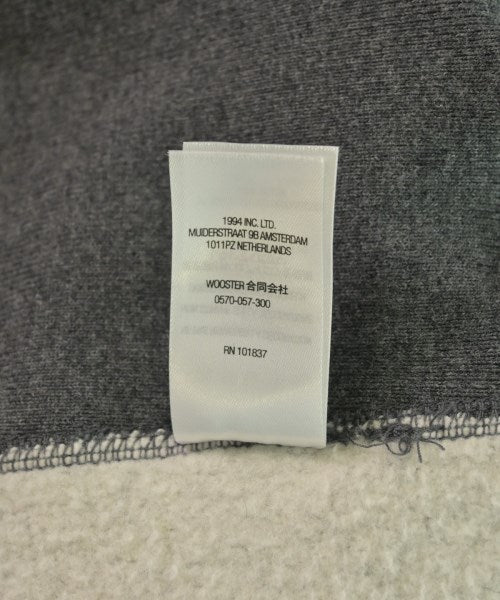 1994 INC. LTD.
MUIDERSTRAAT 9B AMSTERDAM
1011PZ NETHERLANDS
WOOSTER 合同会社
0570-057-300
RN 101837